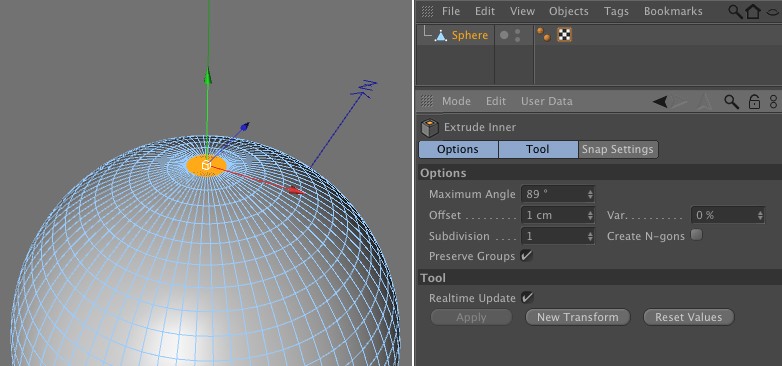 File Edit View Objects Tags Bookmarks
Sphere
Mode Edit User Data
Extrude Inner
Options Tool Snap Settings
Options
Maximum Angle 89 °
Offset ......... 1 cm Var. ......... 0 %
Subdivision .... 1 Create N-gons
Preserve Groups
Tool
Realtime Update
Apply New Transform Reset Values